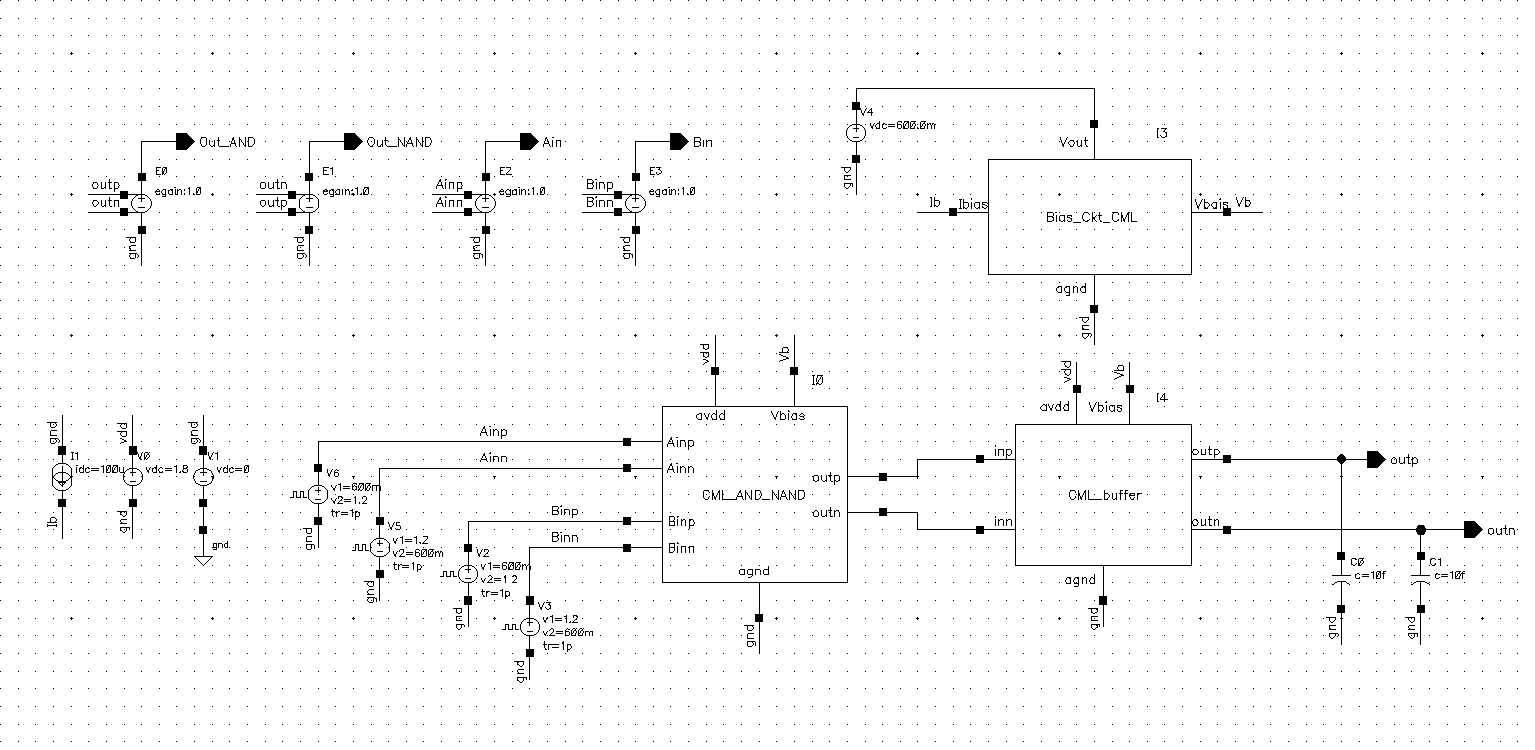 V4
vdc=600.0m
I3
Vout
gnd
Out_AND
Out_NAND
Ain
Bin
E0
E1
E2
E3
egain:1.0
egain:1.0
egain:1.0
egain:1.0
outp
outn
outn
outp
Ainp
Ainn
Binp
Binn
gnd
gnd
gnd
gnd
Ib
Ibias
Bias_Ckt_CML
Vbais
Vb
agnd
gnd
vdd
Vb
I0
avdd
Vbias
vdd
Vb
I4
avdd
Vbias
gnd
vdd
gnd
I1
idc=100u
V0
vdc=1.8
V1
vdc=0
Ib
gnd
gnd
Ainp
Ainn
Binp
Binn
V6
v1=600m
v2=1.2
tr=1p
gnd
V5
v1=1.2
v2=600m
tr=1p
gnd
V2
v1=600m
v2=1.2
tr=1p
gnd
V3
v1=1.2
v2=600m
tr=1p
gnd
Ainp
Ainn
CML_AND_NAND
Binp
Binn
outp
outn
agnd
gnd
inp
inn
CML_buffer
outp
outn
agnd
gnd
outp
outn
C0
c=10f
gnd
C1
c=10f
gnd